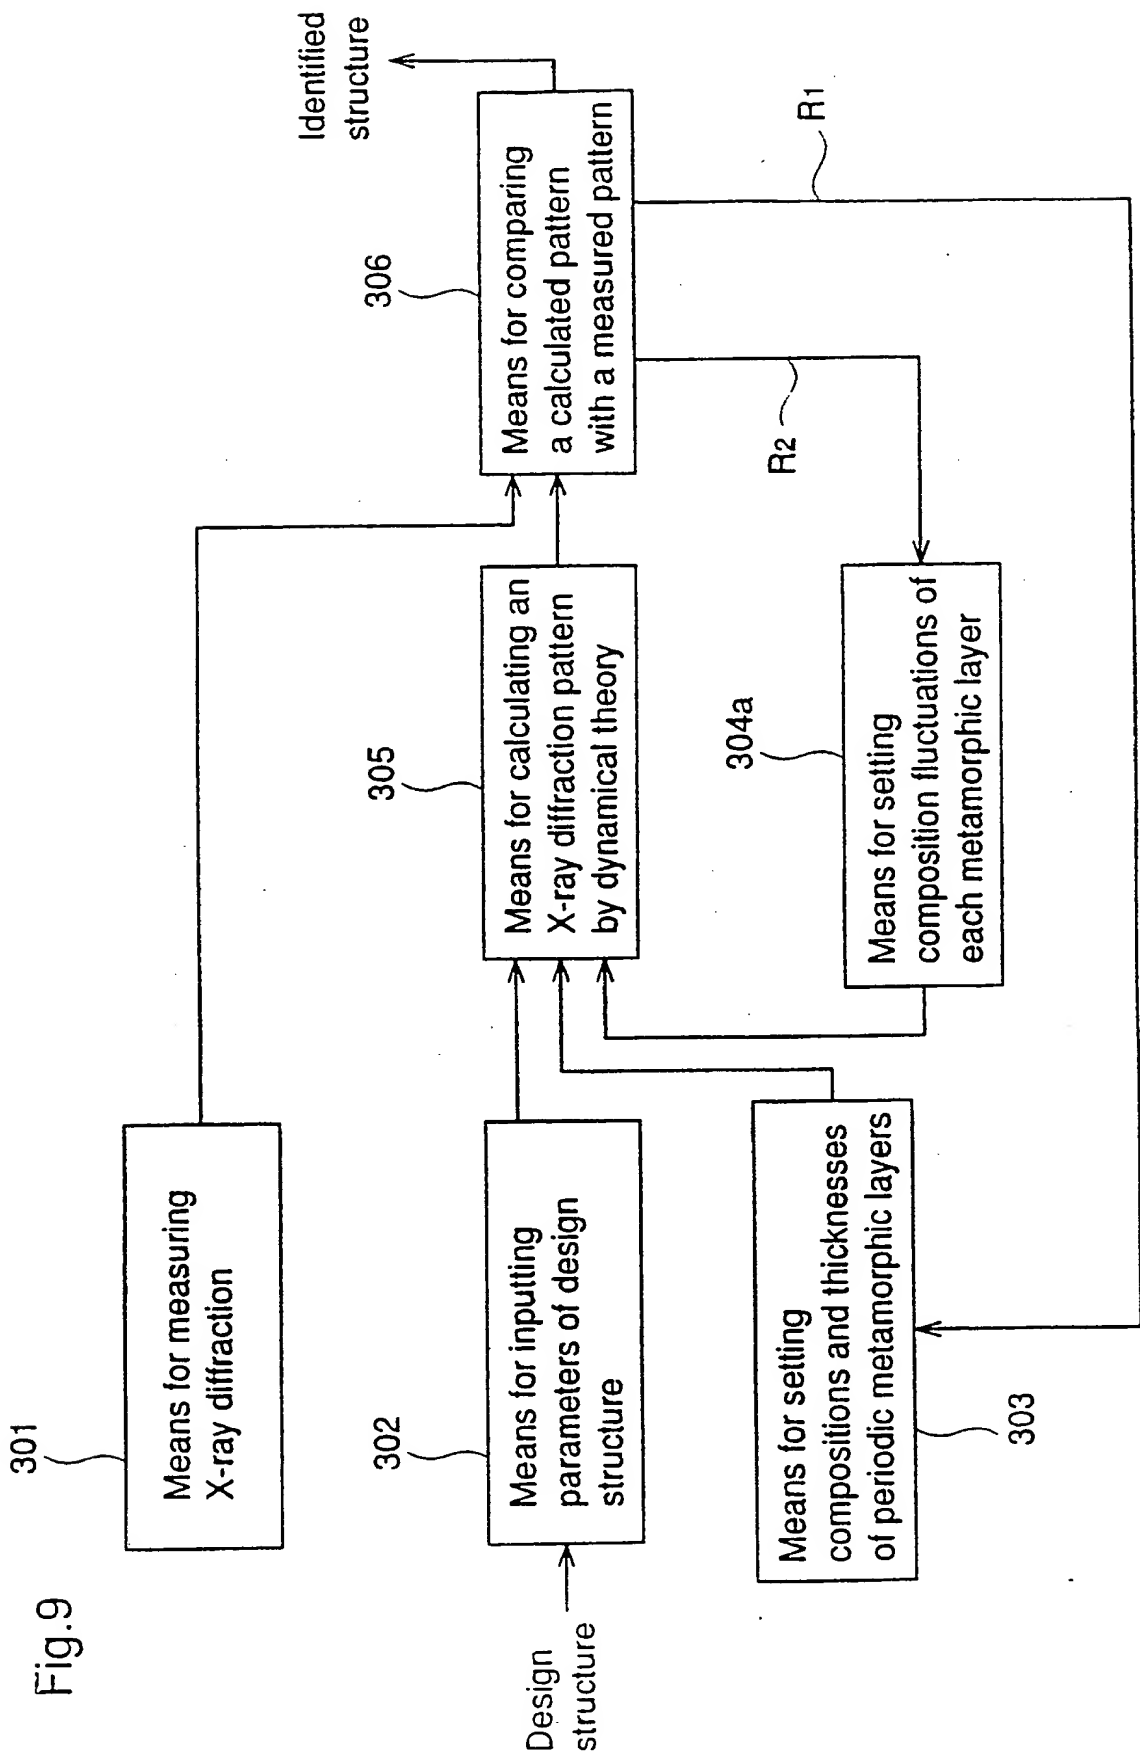 Fig.9
301
Means for measuring
X-ray diffraction
302
Means for inputting
parameters of design
structure
Design
structure
Means for setting
compositions and thicknesses
of periodic metamorphic layers
303
305
Means for calculating an
X-ray diffraction pattern
by dynamical theory
304a
Means for setting
composition fluctuations of
each metamorphic layer
306
Means for comparing
a calculated pattern
with a measured pattern
Identified
structure
R2
R1